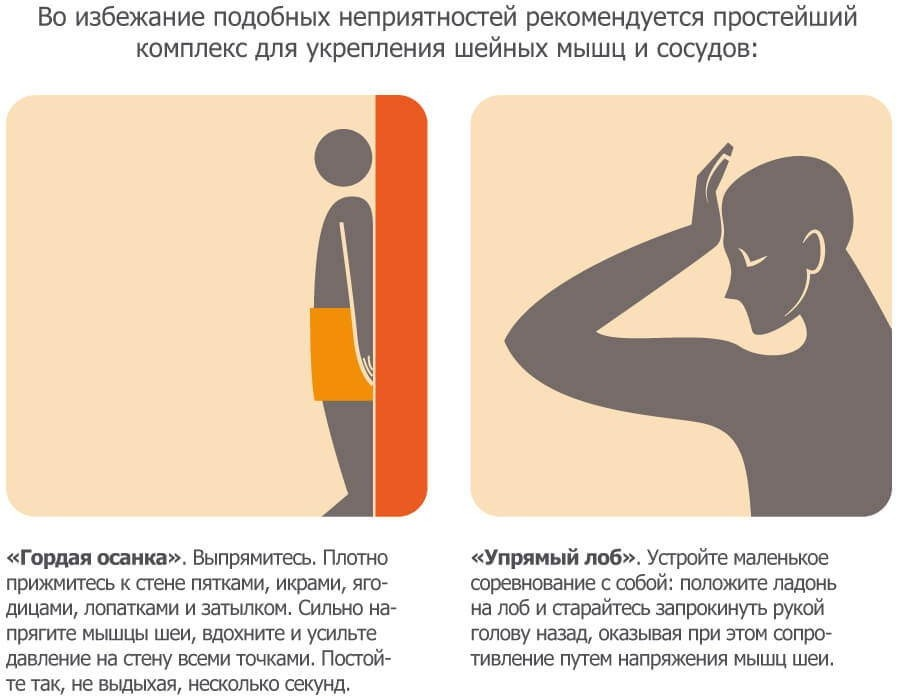 Во избежание подобных неприятностей рекомендуется простейший
комплекс для укрепления шейных мышц и сосудов:
«Гордая осанка». Выпрямитесь. Плотно
прижмитесь к стене пятками, икрами, яго-
дицами, лопатками и затылком. Сильно на-
прягите мышцы шеи, вдохните и усильте
давление на стену всеми точками. Постой-
те так, не выдыхая, несколько секунд.
«Упрямый лоб». Устройте маленькое
соревнование с собой: положите ладонь
на лоб и старайтесь запрокинуть рукой
голову назад, оказывая при этом сопро-
тивление путем напряжения мышц шеи.